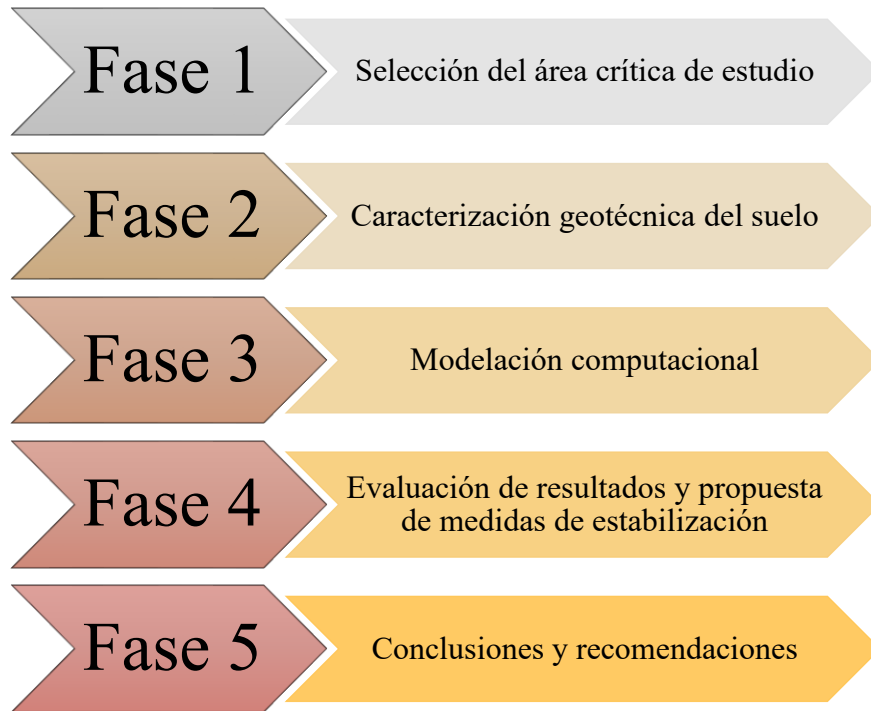 Fase 1
Selección del área crítica de estudio
Fase 2
Caracterización geotécnica del suelo
Fase 3
Modelación computacional
Fase 4
Evaluación de resultados y propuesta
de medidas de estabilización
Fase 5
Conclusiones y recomendaciones